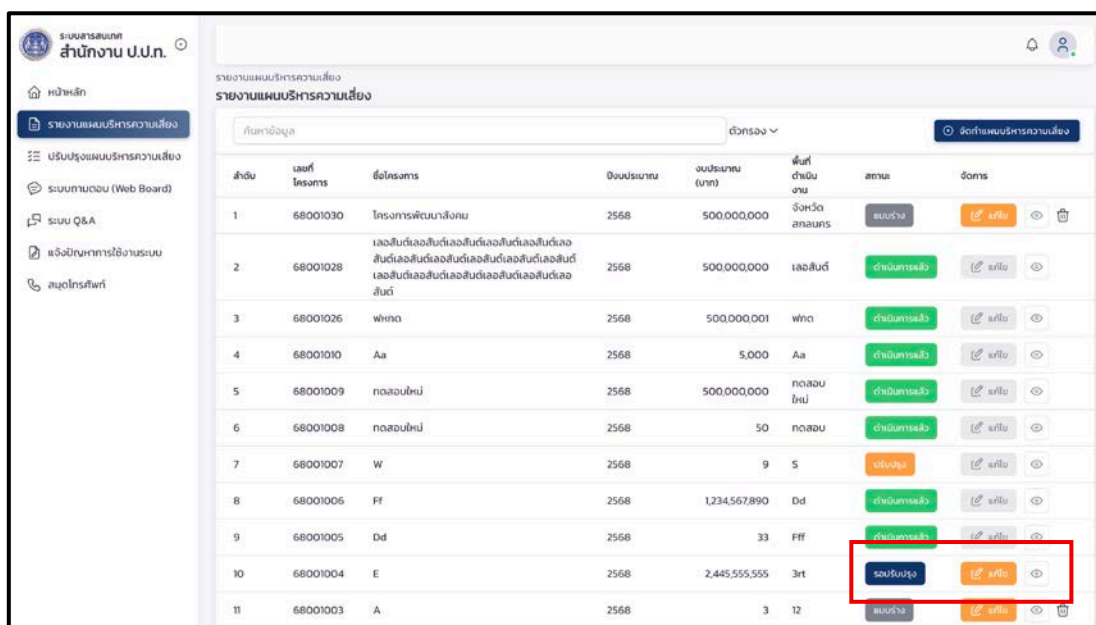 ระบบสารสนเทศ
สำนักงาน ป.ป.ท.
หน้าหลัก
รายงานแผนบริหารความเสี่ยง
ปรับปรุงแผนบริหารความเสี่ยง
ระบบถามตอบ (Web Board)
ระบบ Q&A
แจ้งปัญหาการใช้งานระบบ
สมุดโทรศัพท์
รายงานแผนบริหารความเสี่ยง
รายงานแผนบริหารความเสี่ยง
ค้นหาข้อมูล ตัวกรอง จัดทำแผนบริหารความเสี่ยง
ลำดับ เลขที่โครงการ ชื่อโครงการ ปีงบประมาณ งบประมาณ (บาท) พื้นที่ดำเนินงาน สถานะ จัดการ
1 68001030 โครงการพัฒนาสังคม 2568 500,000,000 จังหวัดสกลนคร แบบร่าง แก้ไข
2 68001028 เลอสันต์เลอสันต์เลอสันต์เลอสันต์เลอสันต์เลอ
สันต์เลอสันต์เลอสันต์เลอสันต์เลอสันต์เลอสันต์
เลอสันต์เลอสันต์เลอสันต์เลอสันต์เลอสันต์เลอ
สันต์ 2568 500,000,000 เลอสันต์ ดำเนินการแล้ว แก้ไข
3 68001026 ฟหกด 2568 500,000,001 ฟกด ดำเนินการแล้ว แก้ไข
4 68001010 Aa 2568 5,000 Aa ดำเนินการแล้ว แก้ไข
5 68001009 ทดสอบใหม่ 2568 500,000,000 ทดสอบใหม่ ดำเนินการแล้ว แก้ไข
6 68001008 ทดสอบใหม่ 2568 50 ทดสอบ ดำเนินการแล้ว แก้ไข
7 68001007 W 2568 9 S ปรับปรุง แก้ไข
8 68001006 Ff 2568 1,234,567,890 Dd ดำเนินการแล้ว แก้ไข
9 68001005 Dd 2568 33 Fff ดำเนินการแล้ว แก้ไข
10 68001004 E 2568 2,445,555,555 3rt รอปรับปรุง แก้ไข
11 68001003 A 2568 3 12 แบบร่าง แก้ไข